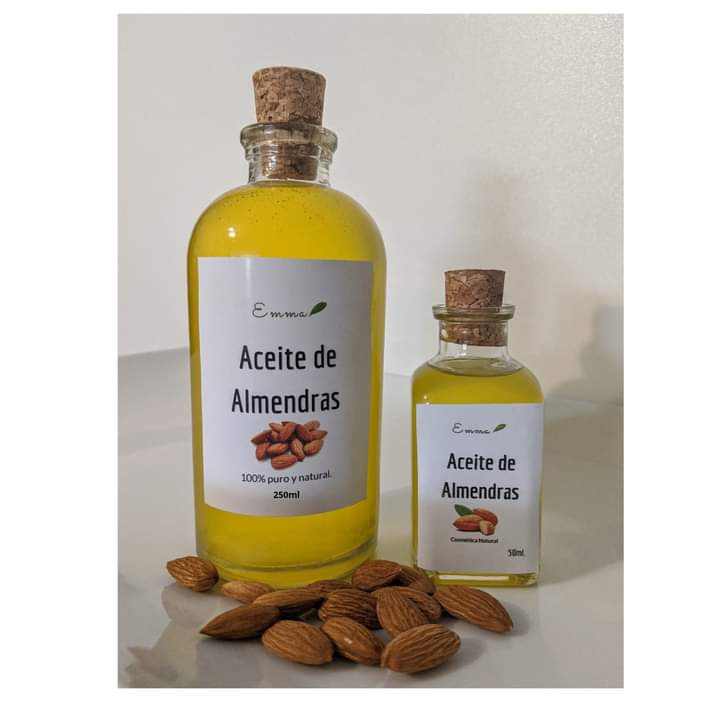 Emma
Aceite de
Almendras
100% puro y natural.
250ml
Emma
Aceite de
Almendras
Cosmética Natural
50ml.